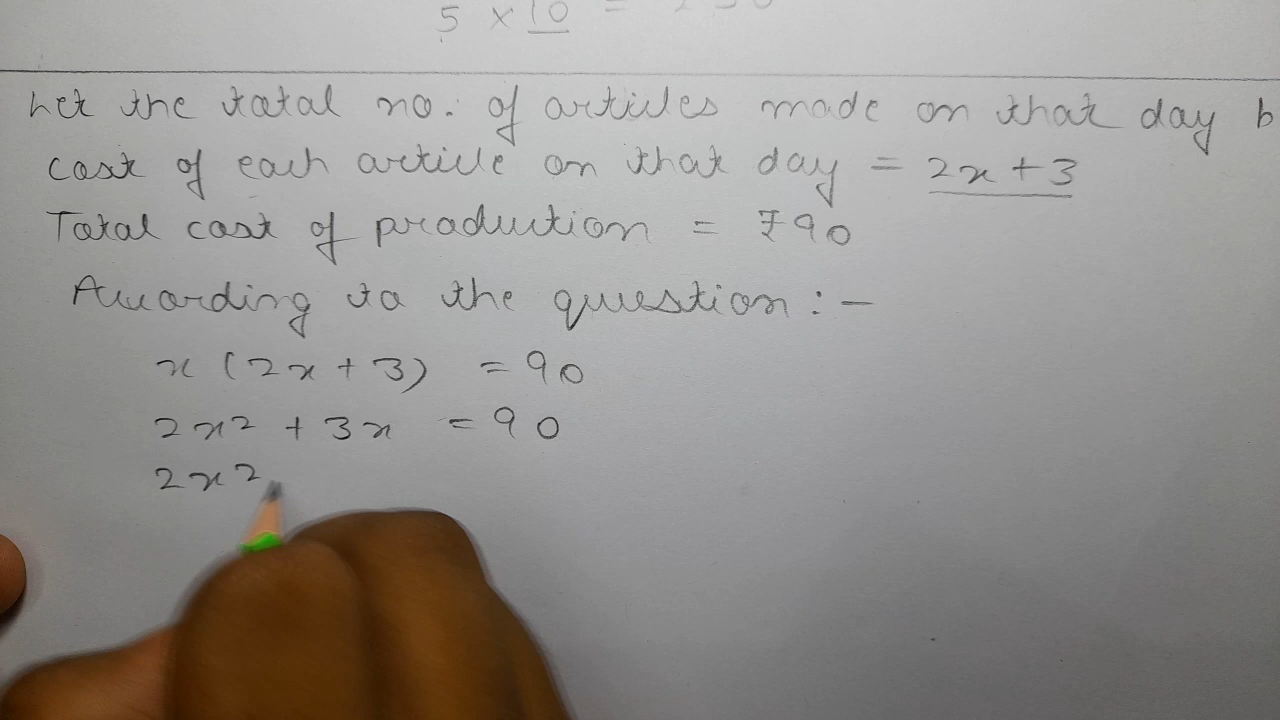 5 × 10 =
Let the total no. of articles made on that day b
cost of each article on that day = 2x + 3
Total cost of production = ₹90
According to the question : -
x (2x + 3) = 90
2x² + 3x = 90
2x²